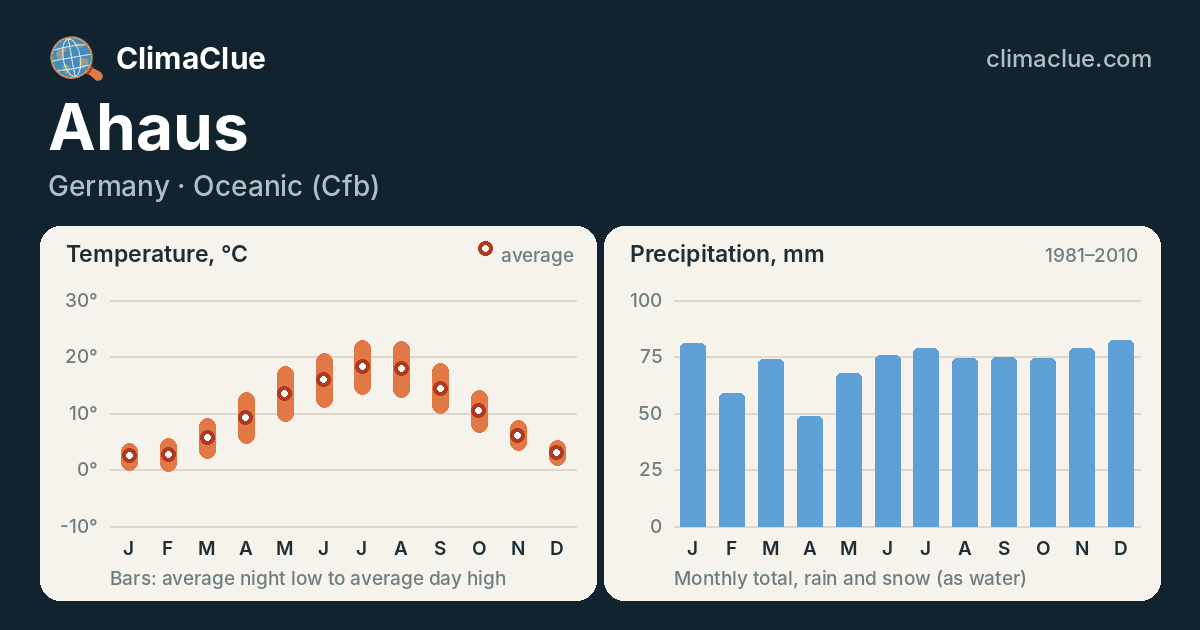 ClimaClue
climaclue.com
Ahaus
Germany · Oceanic (Cfb)
Temperature, °C
average
30°
20°
10°
0°
-10°
J F M A M J J A S O N D
Bars: average night low to average day high
Precipitation, mm
1981–2010
100
75
50
25
0
J F M A M J J A S O N D
Monthly total, rain and snow (as water)